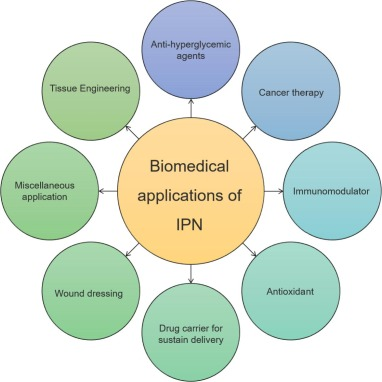 Anti-hyperglycemic
agents
Tissue Engineering
Cancer therapy
Biomedical
applications of
IPN
Miscellaneous
application
Immunomodulator
Wound dressing
Antioxidant
Drug carrier for
sustain delivery